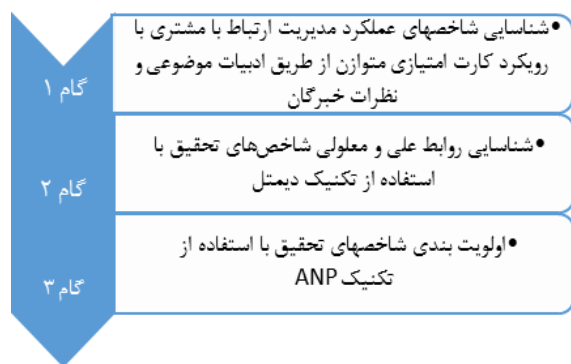 گام ۱
•شناسایی شاخصهای عملکرد مدیریت ارتباط با مشتری با
رویکرد کارت امتیازی متوازن از طریق ادبیات موضوعی و
نظرات خبرگان
گام ۲
•شناسایی روابط علی و معلولی شاخص‌های تحقیق با
استفاده از تکنیک دیمتل
گام ۳
•اولویت بندی شاخصهای تحقیق با استفاده از
تکنیک ANP